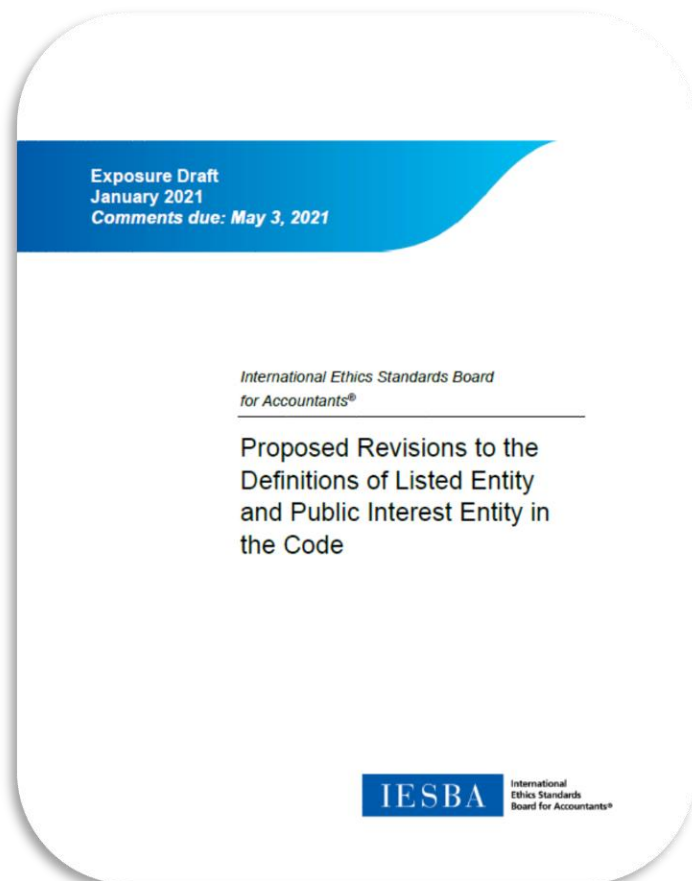 Exposure Draft
January 2021
Comments due: May 3, 2021
International Ethics Standards Board
for Accountants®
Proposed Revisions to the
Definitions of Listed Entity
and Public Interest Entity in
the Code
IESBA
International
Ethics Standards
Board for Accountants®